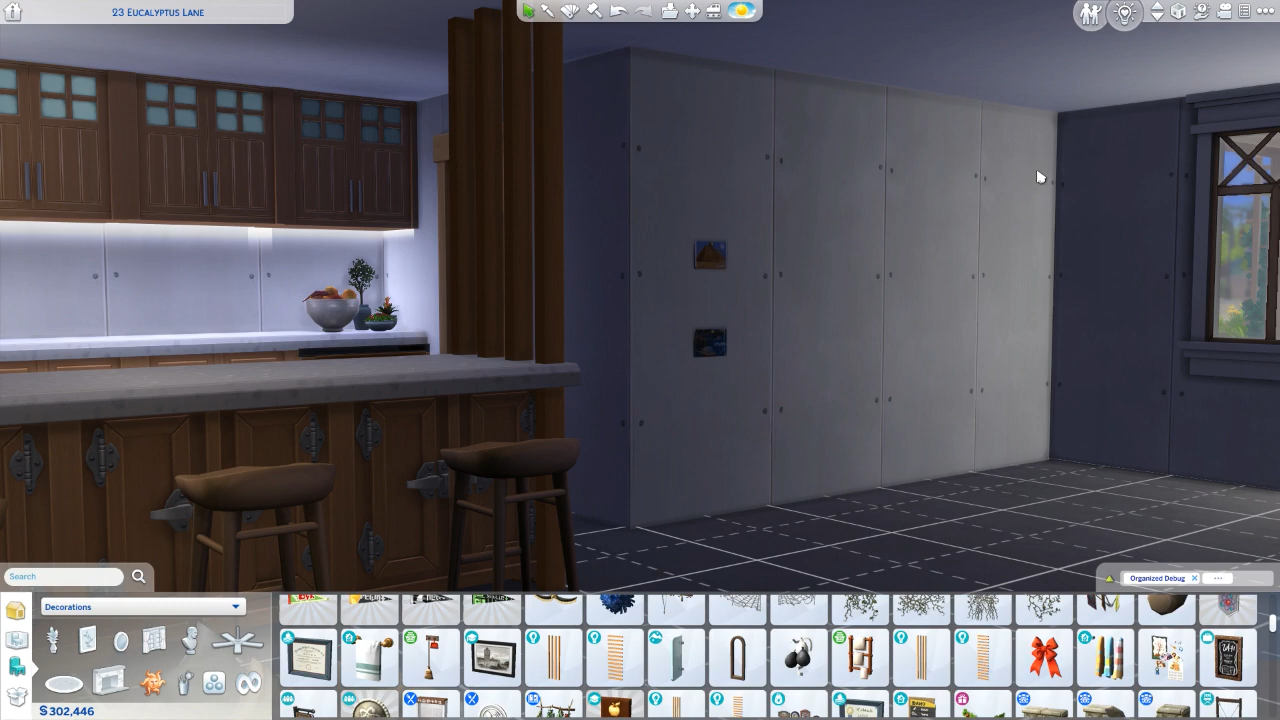 23 Eucalyptus Lane
Search
Organized Debug
Decorations
$302,446